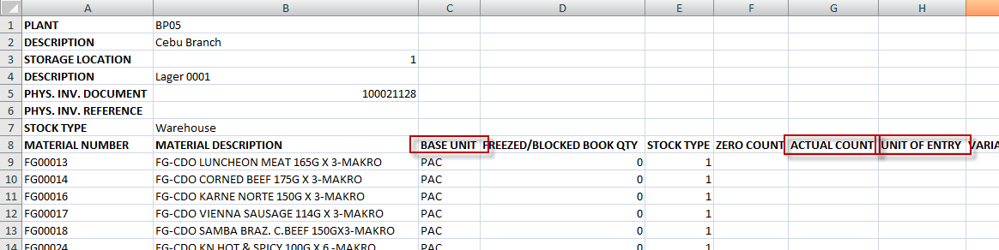 A B C D E F G H
1 PLANT BP05
2 DESCRIPTION Cebu Branch
3 STORAGE LOCATION 1
4 DESCRIPTION Lager 0001
5 PHYS. INV. DOCUMENT 100021128
6 PHYS. INV. REFERENCE
7 STOCK TYPE Warehouse
8 MATERIAL NUMBER MATERIAL DESCRIPTION BASE UNIT FREEZED/BLOCKED BOOK QTY STOCK TYPE ZERO COUNT ACTUAL COUNT UNIT OF ENTRY VARIA
9 FG00013 FG-CDO LUNCHEON MEAT 165G X 3-MAKRO PAC 0 1
10 FG00014 FG-CDO CORNED BEEF 175G X 3-MAKRO PAC 0 1
11 FG00016 FG-CDO KARNE NORTE 150G X 3-MAKRO PAC 0 1
12 FG00017 FG-CDO VIENNA SAUSAGE 114G X 3-MAKRO PAC 0 1
13 FG00018 FG-CDO SAMBA BRAZ. C.BEEF 150GX3-MAKRO PAC 0 1
14 FG00024 FG-CDO KN HOT & SPICY 100G X 6 -MAKRO PAC 0 1